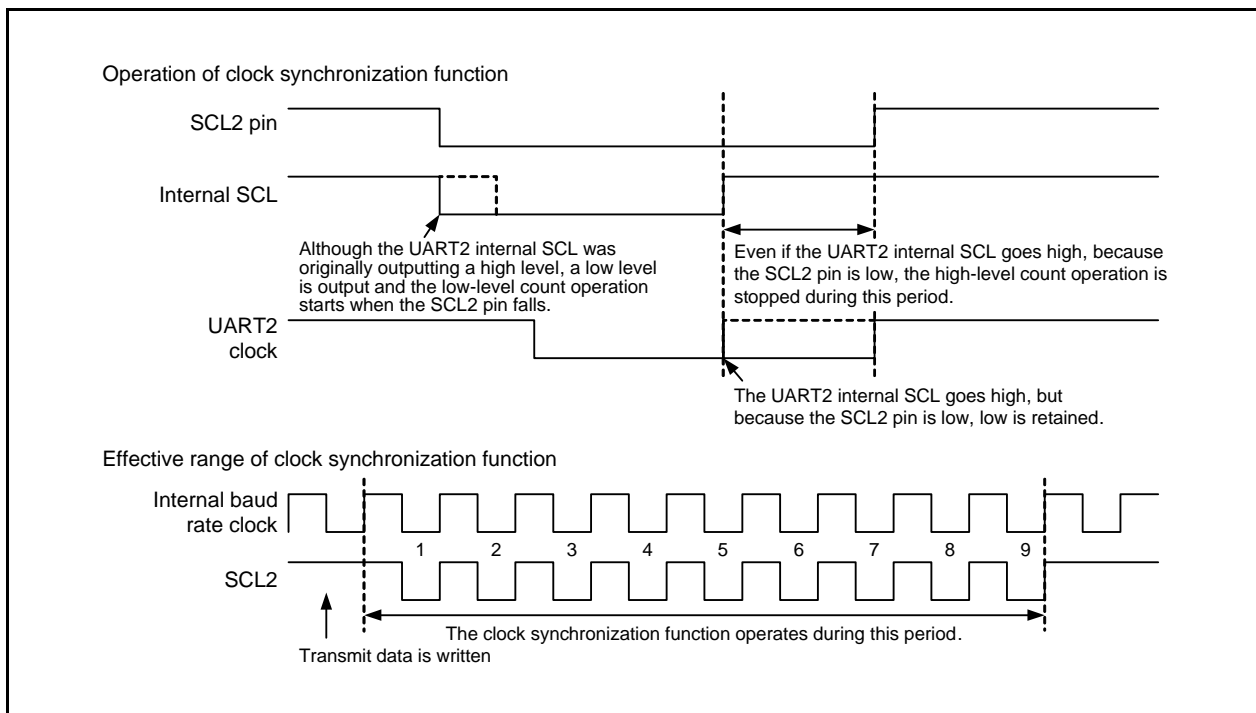 Operation of clock synchronization function
SCL2 pin
Internal SCL
Although the UART2 internal SCL was
originally outputting a high level, a low level
is output and the low-level count operation
starts when the SCL2 pin falls.
Even if the UART2 internal SCL goes high, because
the SCL2 pin is low, the high-level count operation is
stopped during this period.
UART2
clock
The UART2 internal SCL goes high, but
because the SCL2 pin is low, low is retained.
Effective range of clock synchronization function
Internal baud
rate clock
1 2 3 4 5 6 7 8 9
SCL2
The clock synchronization function operates during this period.
Transmit data is written